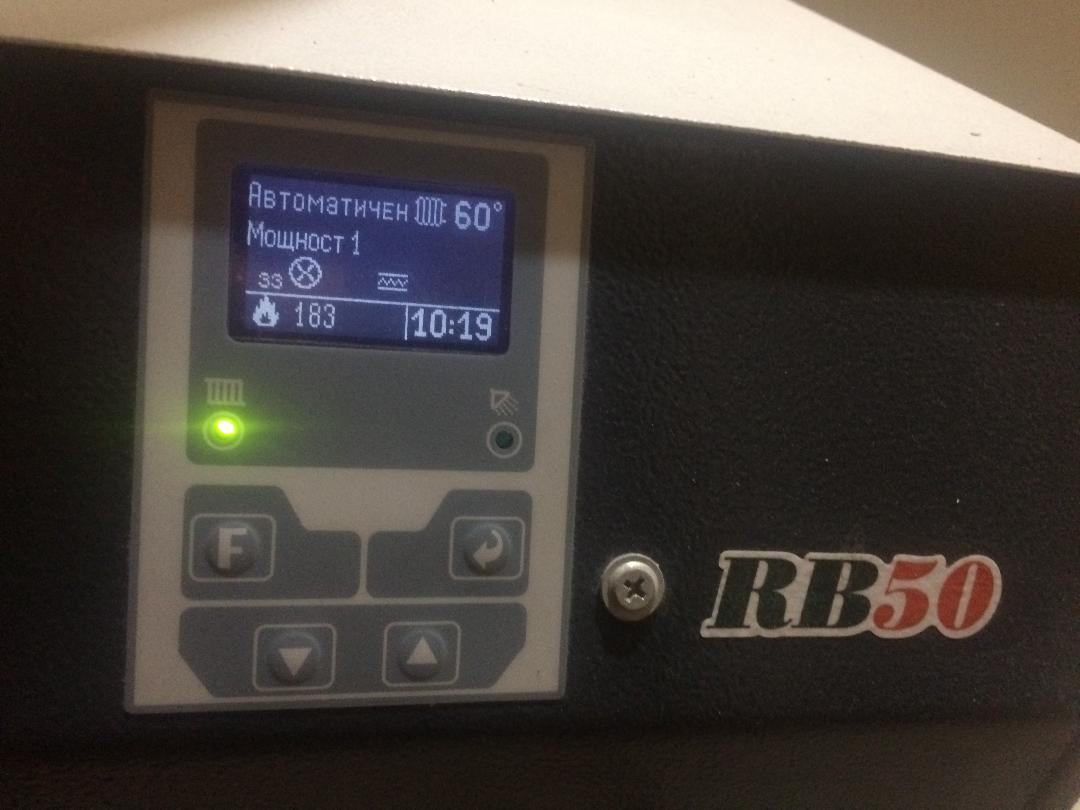 Автоматичен 60°
Мощност 1
33
183 10:19
F
RB50